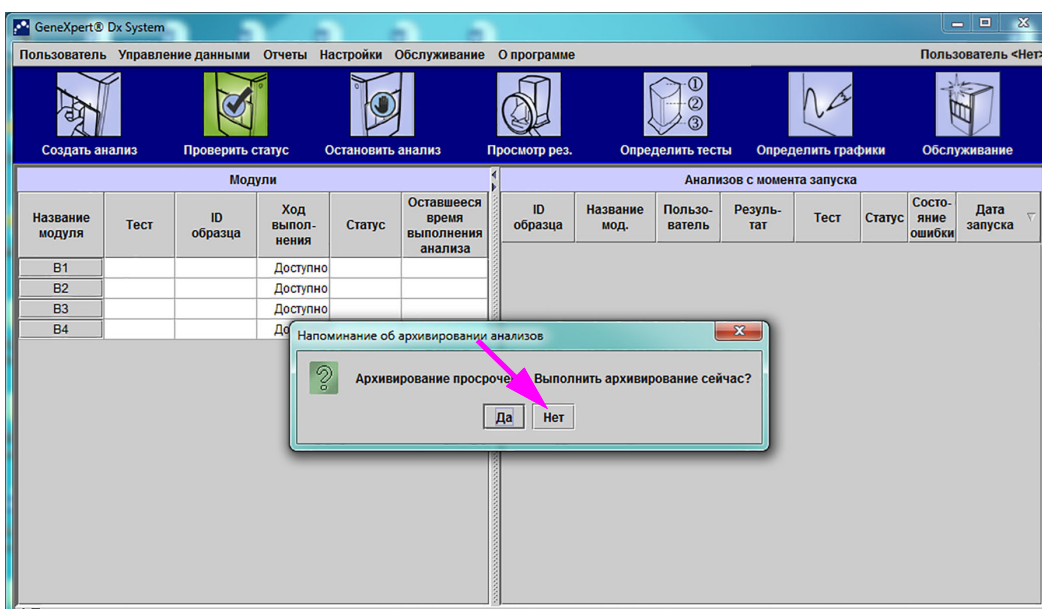 GeneXpert® Dx System
Пользователь Управление данными Отчеты Настройки Обслуживание О программе Пользователь <Нет>
Создать анализ Проверить статус Остановить анализ Просмотр рез. Определить тесты Определить графики Обслуживание
Модули
Название модуля
Тест
ID образца
Ход выпол-
нения
Статус
Оставшееся время выполнения анализа
B1 Доступно
B2 Доступно
B3 Доступно
B4
Анализов с момента запуска
ID образца
Название мод.
Пользо-
ватель
Резуль-
тат
Тест
Статус
Состо-
яние ошибки
Дата запуска
Напоминание об архивировании анализов
Архивирование Выполнить архивирование сейчас?
Да Нет